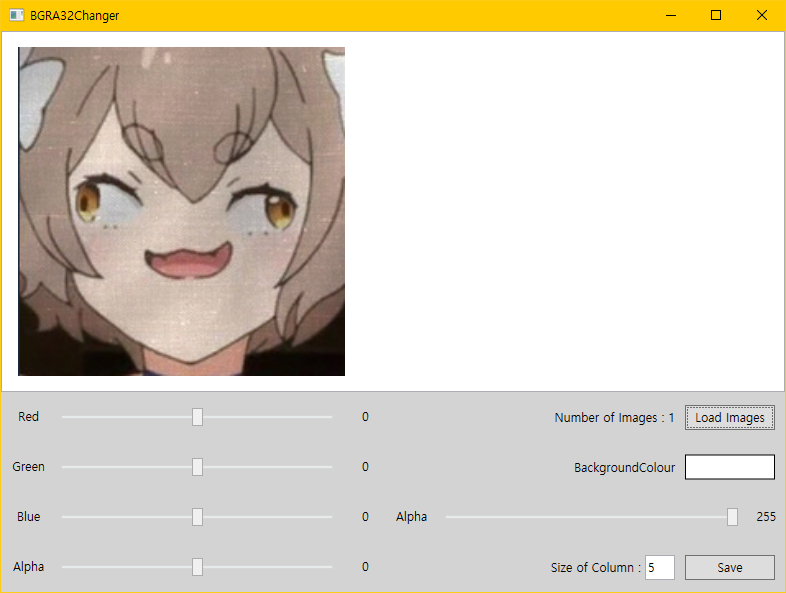 BGRA32Changer
Red 0 Number of Images : 1 Load Images
Green 0 BackgroundColour
Blue 0 Alpha 255
Alpha 0 Size of Column : 5 Save